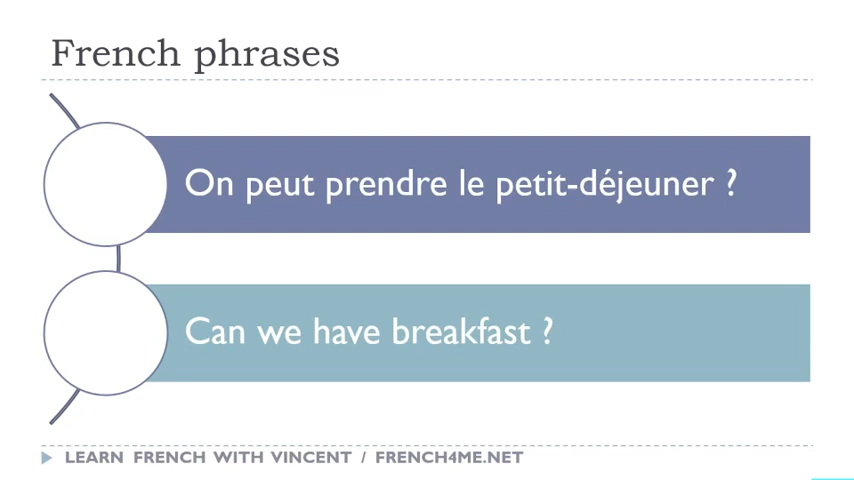 French phrases
On peut prendre le petit-déjeuner ?
Can we have breakfast ?
LEARN FRENCH WITH VINCENT / FRENCH4ME.NET